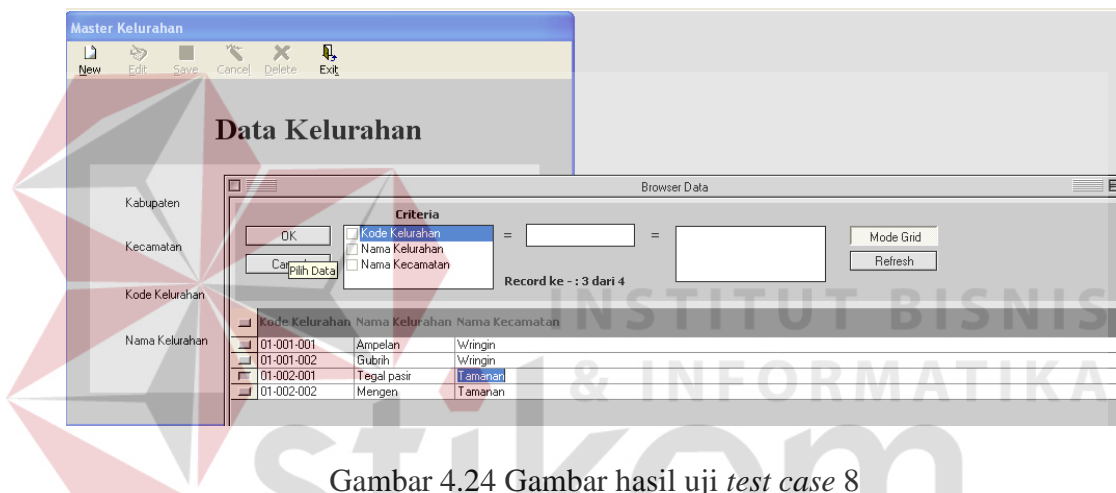 Master Kelurahan
New Edit Save Cancel Delete Exit
Data Kelurahan
Browser Data
Kabupaten
Kecamatan
Kode Kelurahan
Nama Kelurahan
Criteria
OK
Pilih Data
Kode Kelurahan
Nama Kelurahan
Nama Kecamatan
=
=
Record ke - : 3 dari 4
Mode Grid
Refresh
Kode Kelurahan Nama Kelurahan Nama Kecamatan
01-001-001 Ampelan Wringin
01-001-002 Gubrih Wringin
01-002-001 Tegal pasir Tamanan
01-002-002 Mengen Tamanan
INSTITUT BISNIS
& INFORMATIKA
stikom
Gambar 4.24 Gambar hasil uji test case 8